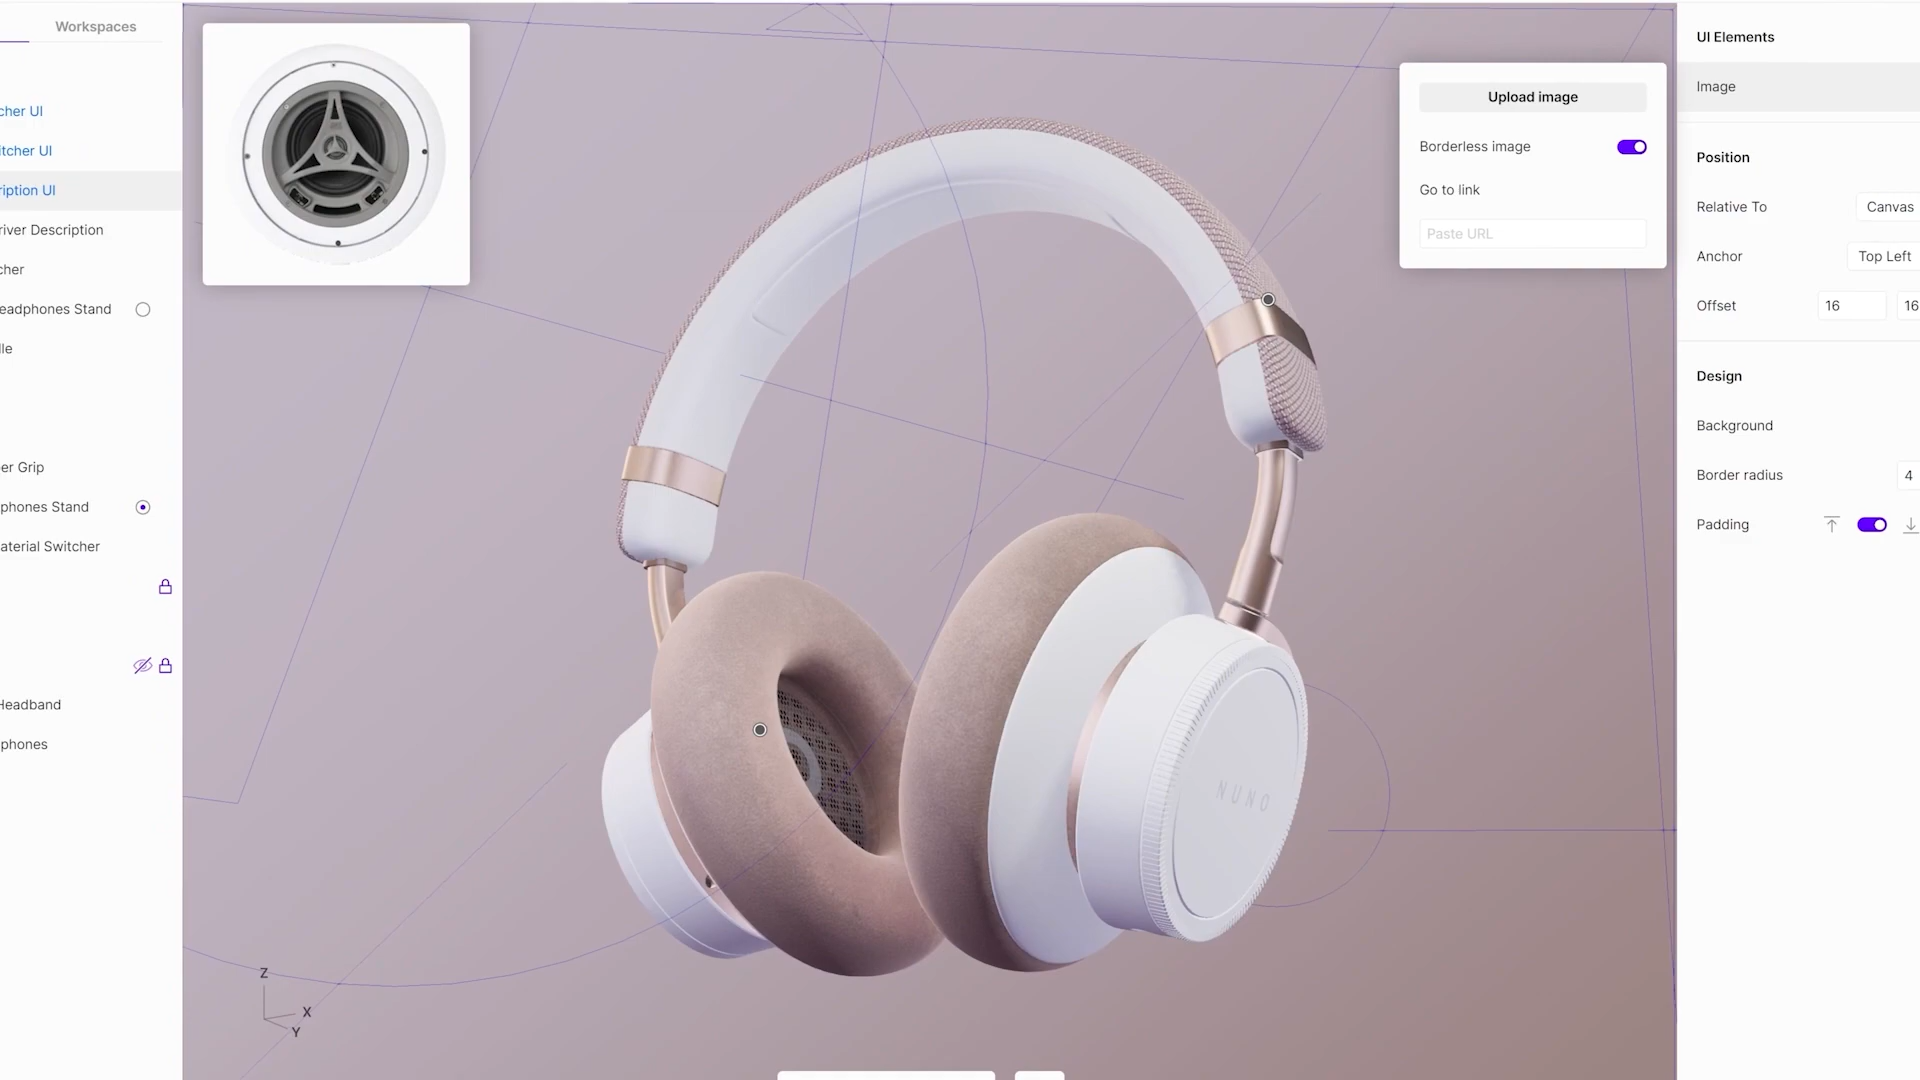 Workspaces
cher UI
itcher UI
ription UI
river Description
cher
eadphones Stand
lle
er Grip
phones Stand
aterial Switcher
Headband
phones
Upload image
Borderless image
Go to link
Paste URL
NUNO
Z
X
Y
UI Elements
Image
Position
Relative To Canvas
Anchor Top Left
Offset 16 16
Design
Background
Border radius 4
Padding